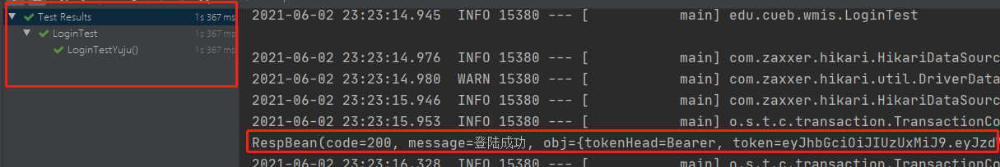 Test Results 1 s 367 ms
LoginTest 1 s 367 ms
LoginTestYuju() 1 s 367 ms
2021-06-02 23:23:14.945 INFO 15380 --- [ main] edu.cueb.wmis.LoginTest
2021-06-02 23:23:14.976 INFO 15380 --- [ main] com.zaxxer.hikari.HikariDataSourc
2021-06-02 23:23:14.980 WARN 15380 --- [ main] com.zaxxer.hikari.util.DriverData
2021-06-02 23:23:15.946 INFO 15380 --- [ main] com.zaxxer.hikari.HikariDataSourc
2021-06-02 23:23:15.953 INFO 15380 --- [ main] o.s.t.c.transaction.TransactionCo
RespBean(code=200, message=登陆成功, obj={tokenHead=Bearer, token=eyJhbGciOiJIUzUxMiJ9.eyJzd
2021-06-02 23:23:16.328 INFO 15380 --- [ main] o.s.t.c.transaction.TransactionCo